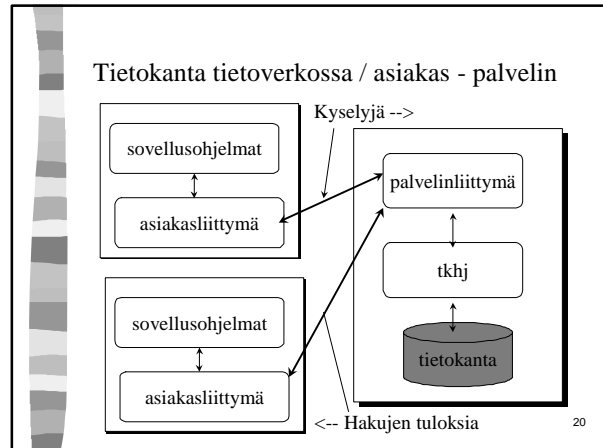 Tietokanta tietoverkossa / asiakas - palvelin
Kyselyjä -->
sovellusohjelmat
asiakasliittymä
palvelinliittymä
tkhj
tietokanta
sovellusohjelmat
asiakasliittymä
<-- Hakujen tuloksia
20